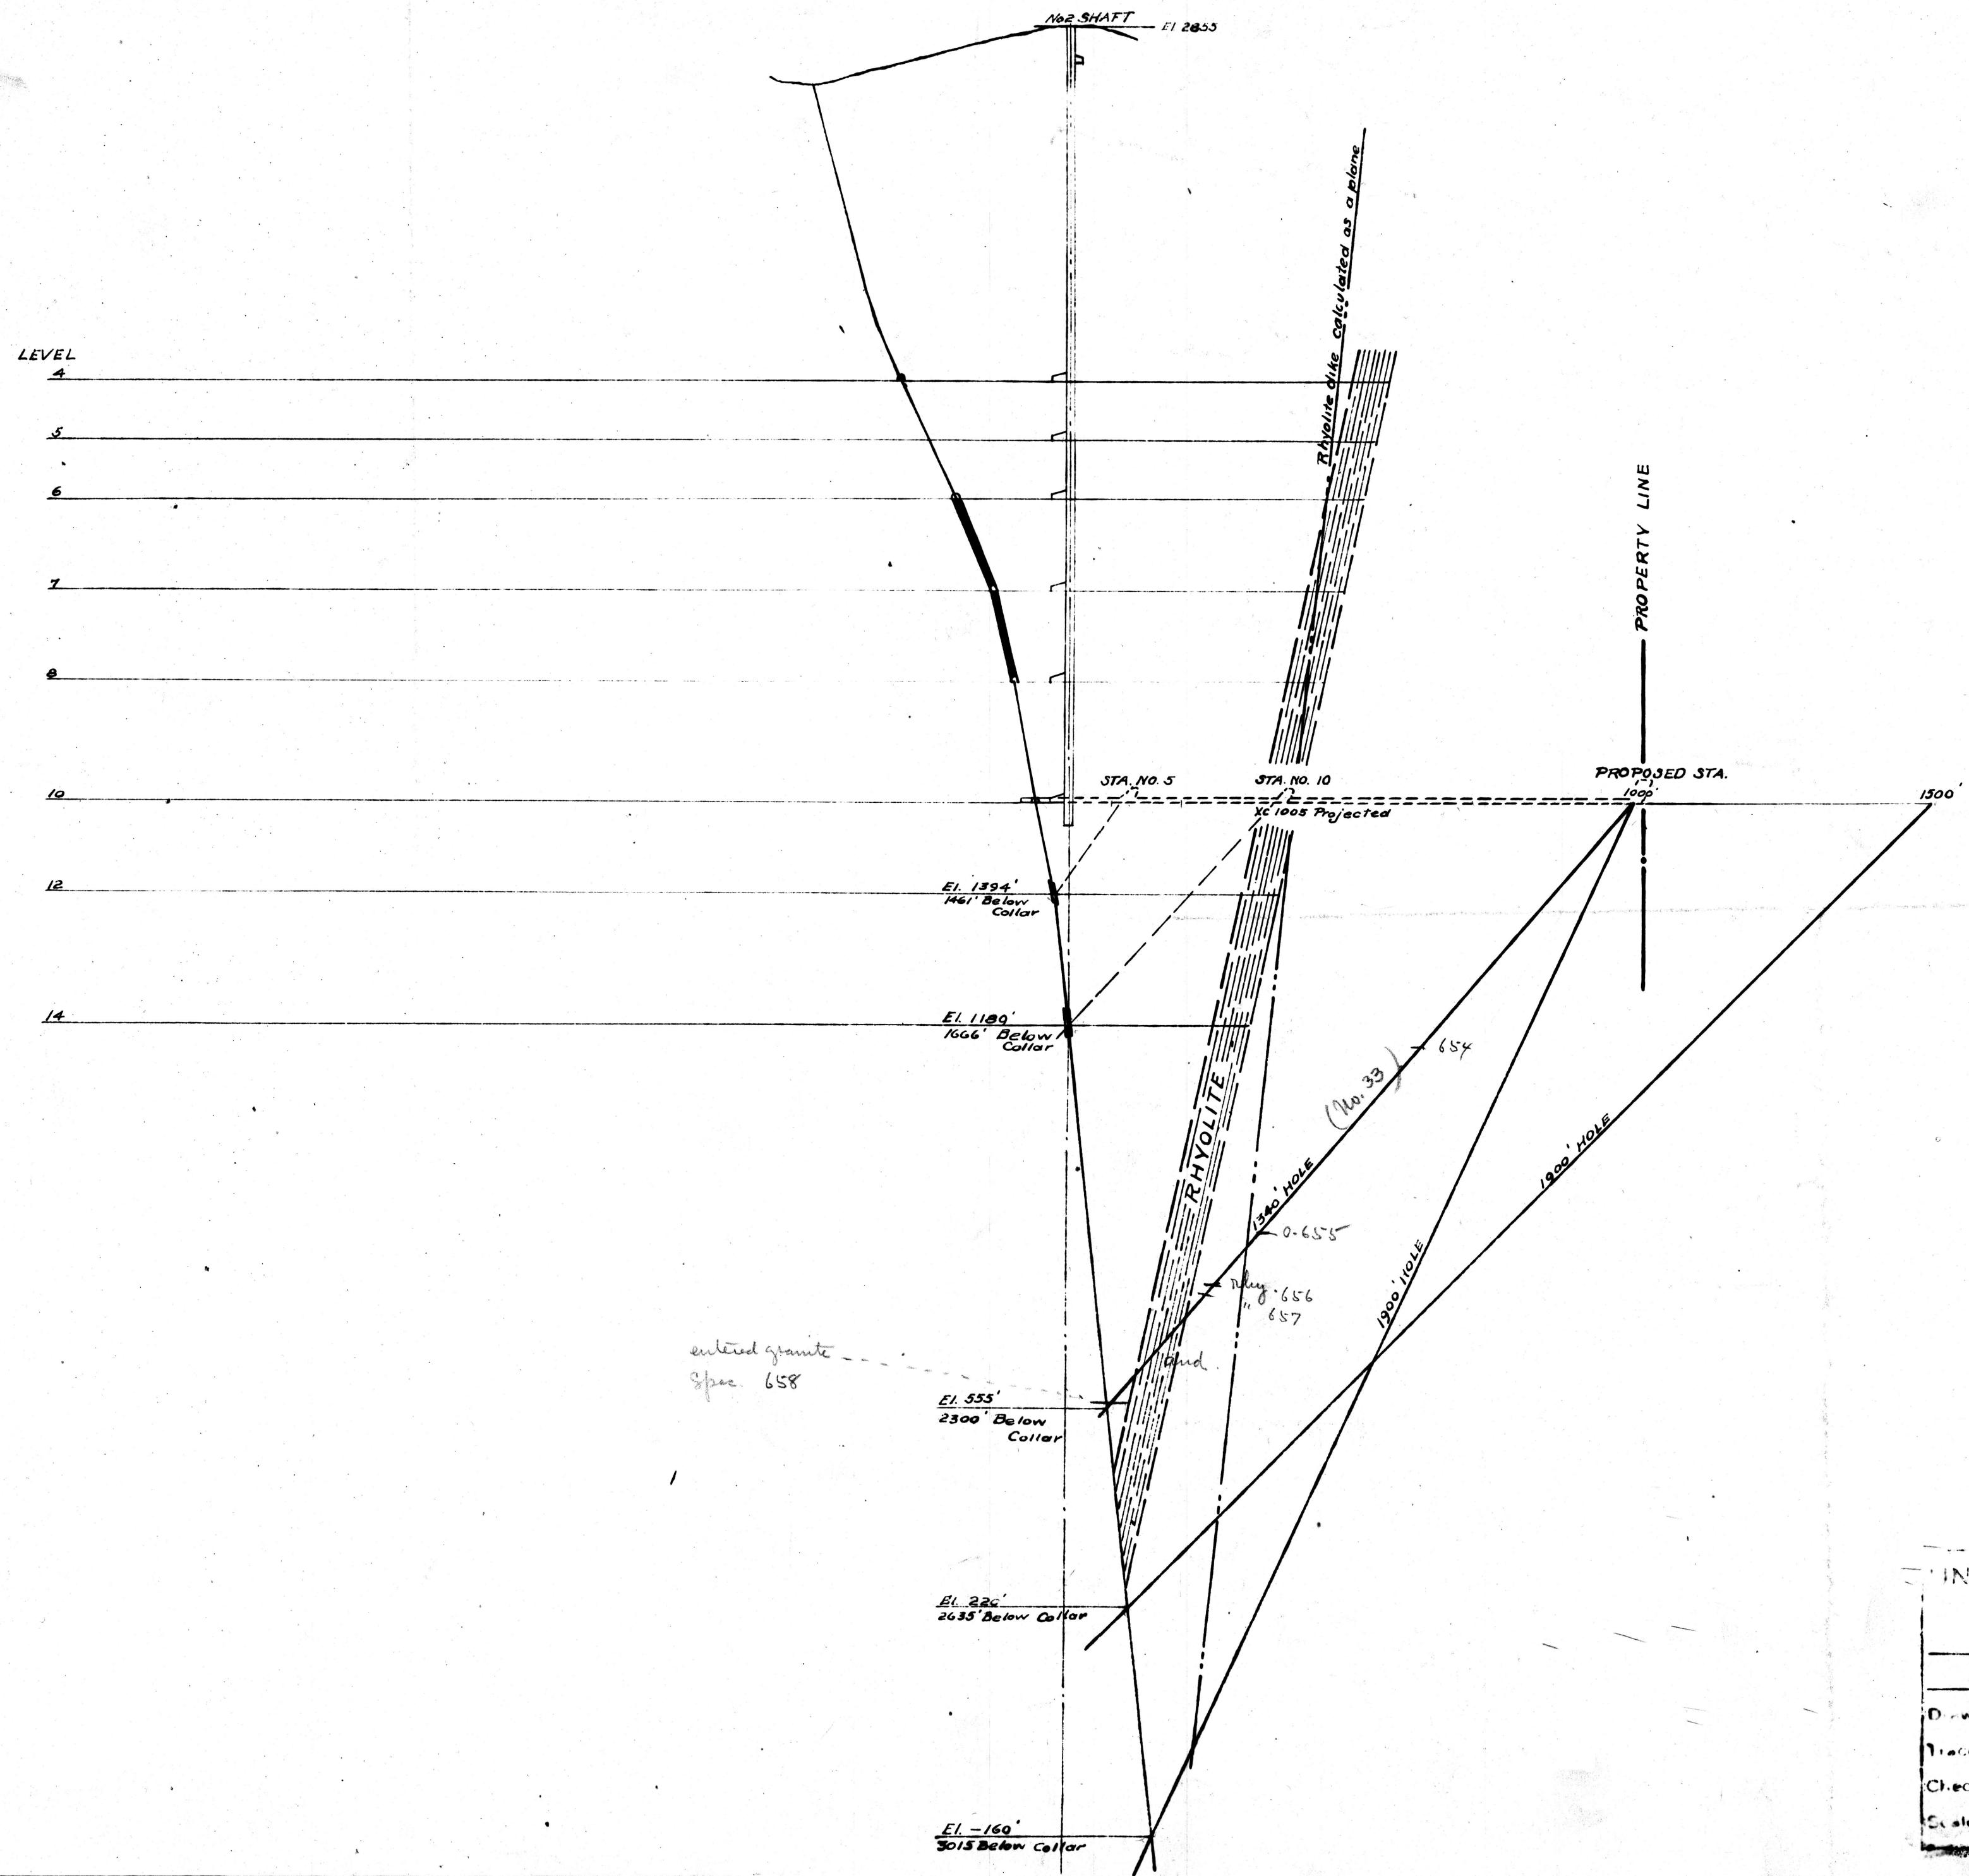 No2 SHAFT
El 2855
Rhyolite dike calculated as a plane
LEVEL
4
5
6
7
8
PROPERTY LINE
STA. NO. 5
STA. NO. 10
PROPOSED STA.
10
1000'
1500'
XC 1005 Projected
12
El. 1394'
1461' Below
Collar
14
El. 1189'
1666' Below
Collar
654
(No. 33)
RHYOLITE
1340' HOLE
1900' HOLE
1900' HOLE
0-655
Rhy. 656
" 657
and.
entered granite
Spec. 658
El. 555'
2300' Below
Collar
El. 220'
2635' Below Collar
El. -160'
3015 Below Collar